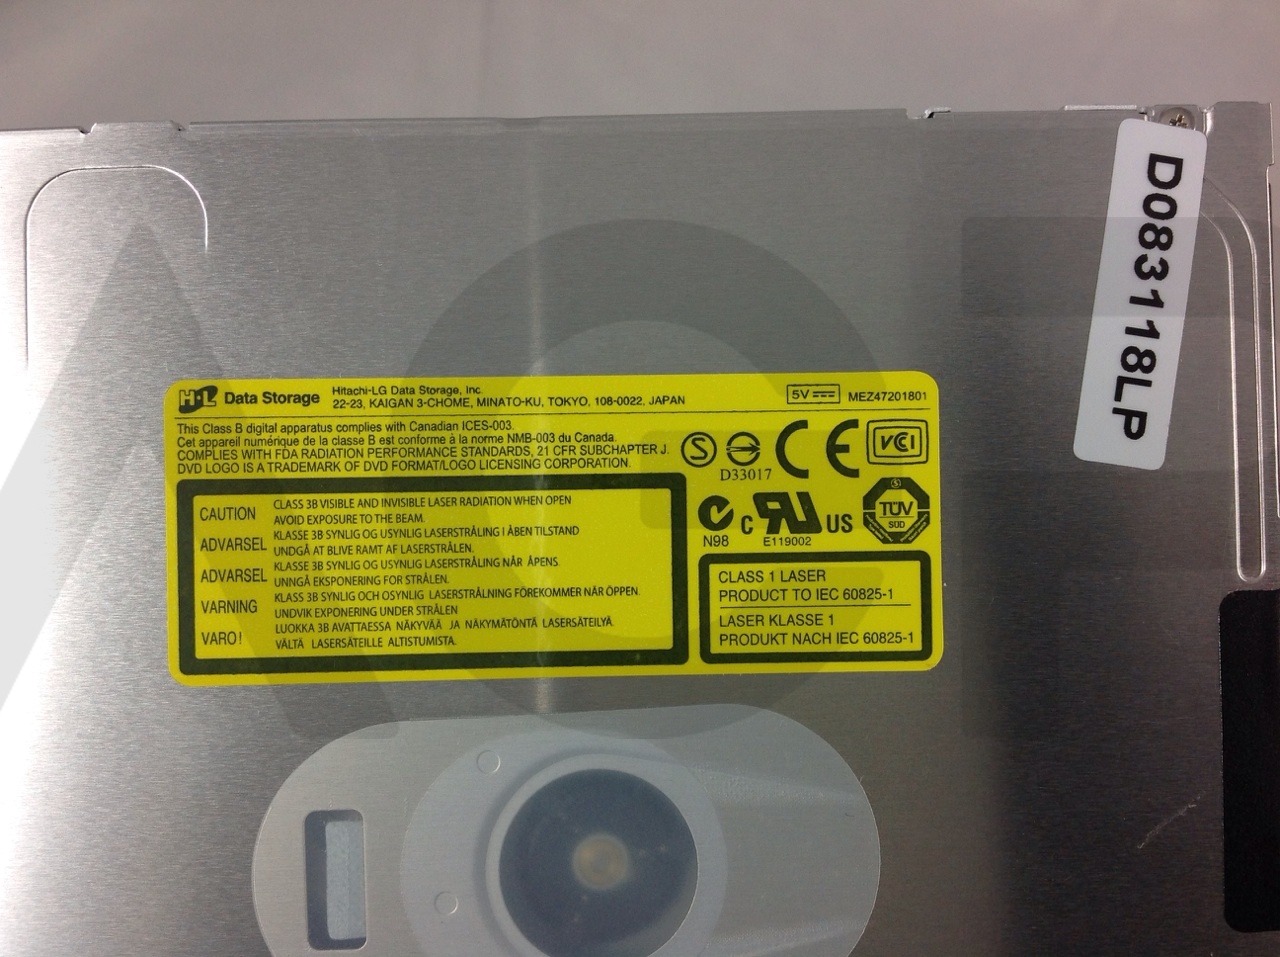 H·L Data Storage
Hitachi-LG Data Storage, Inc.
22-23, KAIGAN 3-CHOME, MINATO-KU, TOKYO, 108-0022, JAPAN
5V
MEZ47201801
This Class B digital apparatus complies with Canadian ICES-003.
Cet appareil numérique de la classe B est conforme à la norme NMB-003 du Canada.
COMPLIES WITH FDA RADIATION PERFORMANCE STANDARDS, 21 CFR SUBCHAPTER J.
DVD LOGO IS A TRADEMARK OF DVD FORMAT/LOGO LICENSING CORPORATION.
S
D33017
CE
VCCI
N98
C RU US
E119002
TÜV
SÜD
CAUTION CLASS 3B VISIBLE AND INVISIBLE LASER RADIATION WHEN OPEN
AVOID EXPOSURE TO THE BEAM.
ADVARSEL KLASSE 3B SYNLIG OG USYNLIG LASERSTRÅLING I ÅBEN TILSTAND
UNDGÅ AT BLIVE RAMT AF LASERSTRÅLEN.
ADVARSEL KLASSE 3B SYNLIG OG USYNLIG LASERSTRÅLING NÅR ÅPENS
UNNGÅ EKSPONERING FOR STRÅLEN.
VARNING KLASS 3B SYNLIG OCH OSYNLIG LASERSTRÅLNING FÖREKOMMER NÄR ÖPPEN.
UNDVIK EXPONERING UNDER STRÅLEN
VARO! LUOKKA 3B AVATTAESSA NÄKYVÄÄ JA NÄKYMÄTÖNTÄ LASERSÄTEILYÄ.
VÄLTÄ LASERSÄTEILLE ALTISTUMISTA.
CLASS 1 LASER
PRODUCT TO IEC 60825-1
LASER KLASSE 1
PRODUKT NACH IEC 60825-1
D083118LP